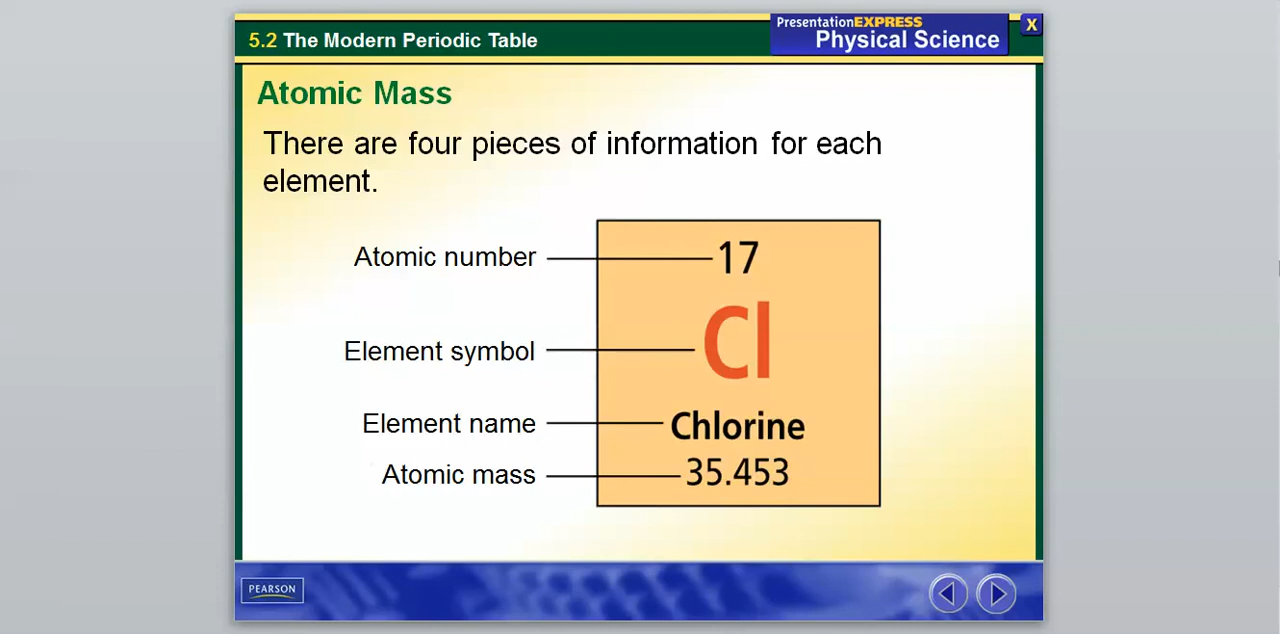 5.2 The Modern Periodic Table
PresentationEXPRESS
Physical Science
X
Atomic Mass
There are four pieces of information for each
element.
Atomic number
17
Element symbol
Cl
Element name
Chlorine
Atomic mass
35.453
PEARSON